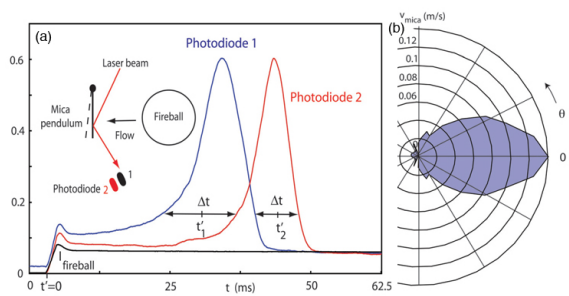 (a)
Photodiode 1
Laser beam
Mica
pendulum
Flow
Fireball
Photodiode 2
1
Photodiode 2
Δt
t'1
Δt
t'2
fireball
0.6
0.4
0.2
0
0 t'=0 25 t (ms) 50 62.5
(b)
vmica (m/s)
0.12
0.1
0.08
0.06
θ
0